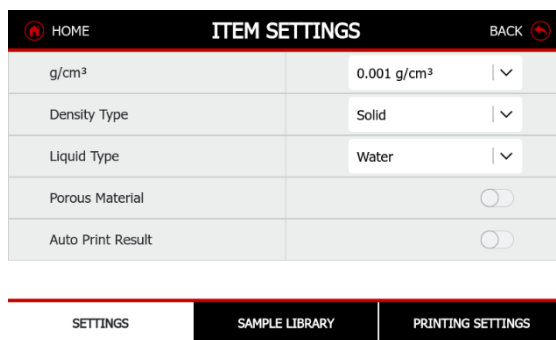 HOME ITEM SETTINGS BACK
g/cm³ 0.001 g/cm³
Density Type Solid
Liquid Type Water
Porous Material
Auto Print Result
SETTINGS SAMPLE LIBRARY PRINTING SETTINGS